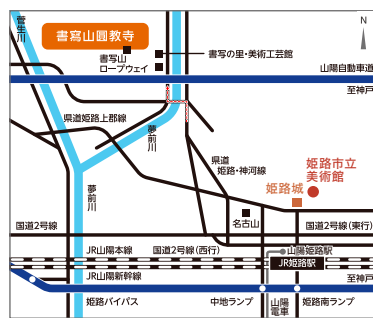 菅生川
書寫山圓教寺
N
書写山
ロープウェイ
書写の里・美術工芸館
山陽自動車道
至神戸
県道姫路上郡線
夢前川
県道
姫路・神河線
姫路市立
美術館
姫路城
夢前川
名古山
国道2号線
国道2号線(東行)
JR山陽本線
国道2号線(西行)
山陽姫路駅
JR姫路駅
JR山陽新幹線
至神戸
姫路バイパス
中地ランプ
山陽
電車
姫路南ランプ